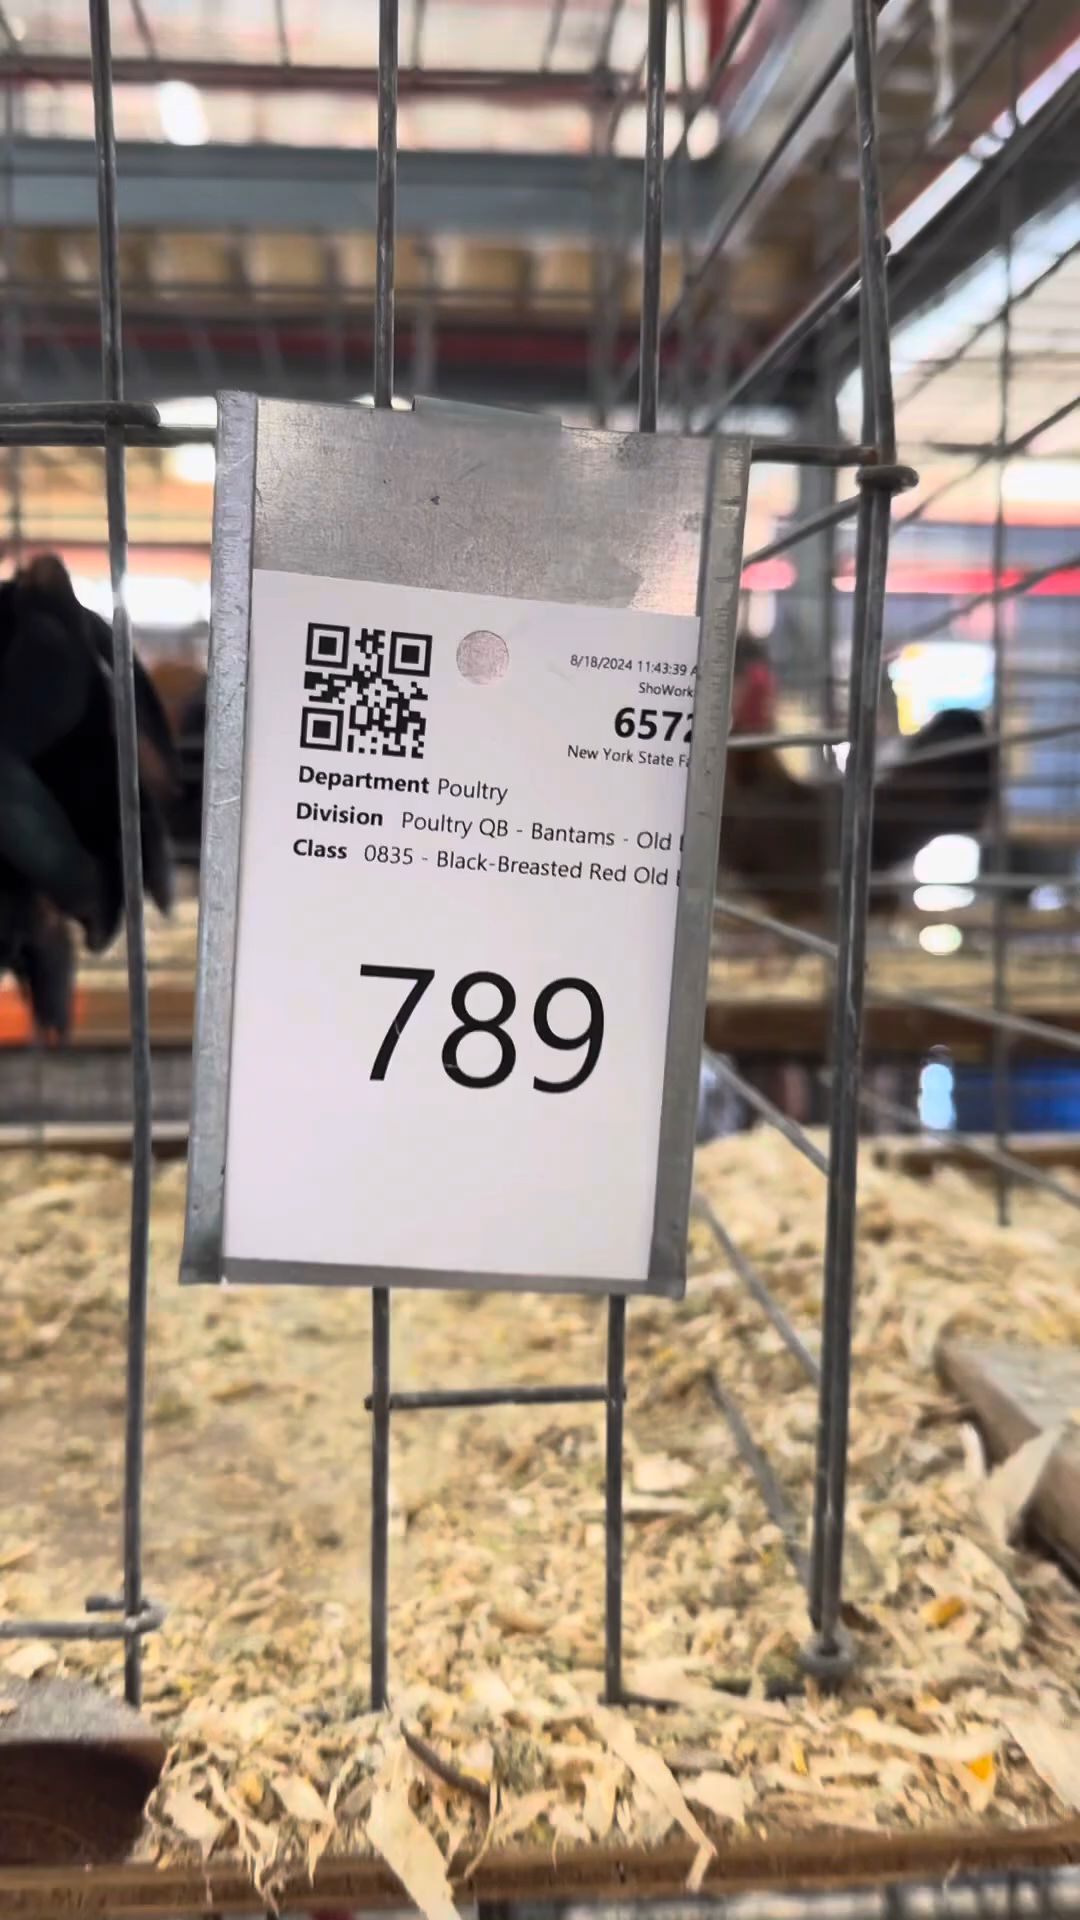 8/18/2024 11:43:39
ShoWork
657
New York State
Department Poultry
Division Poultry QB - Bantams - Old
Class 0835 - Black-Breasted Red Old
789